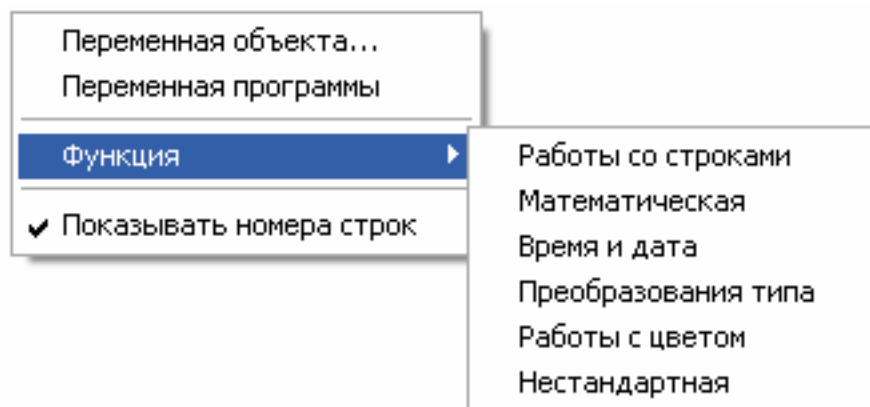 Переменная объекта...
Переменная программы
Функция
Показывать номера строк
Работы со строками
Математическая
Время и дата
Преобразования типа
Работы с цветом
Нестандартная